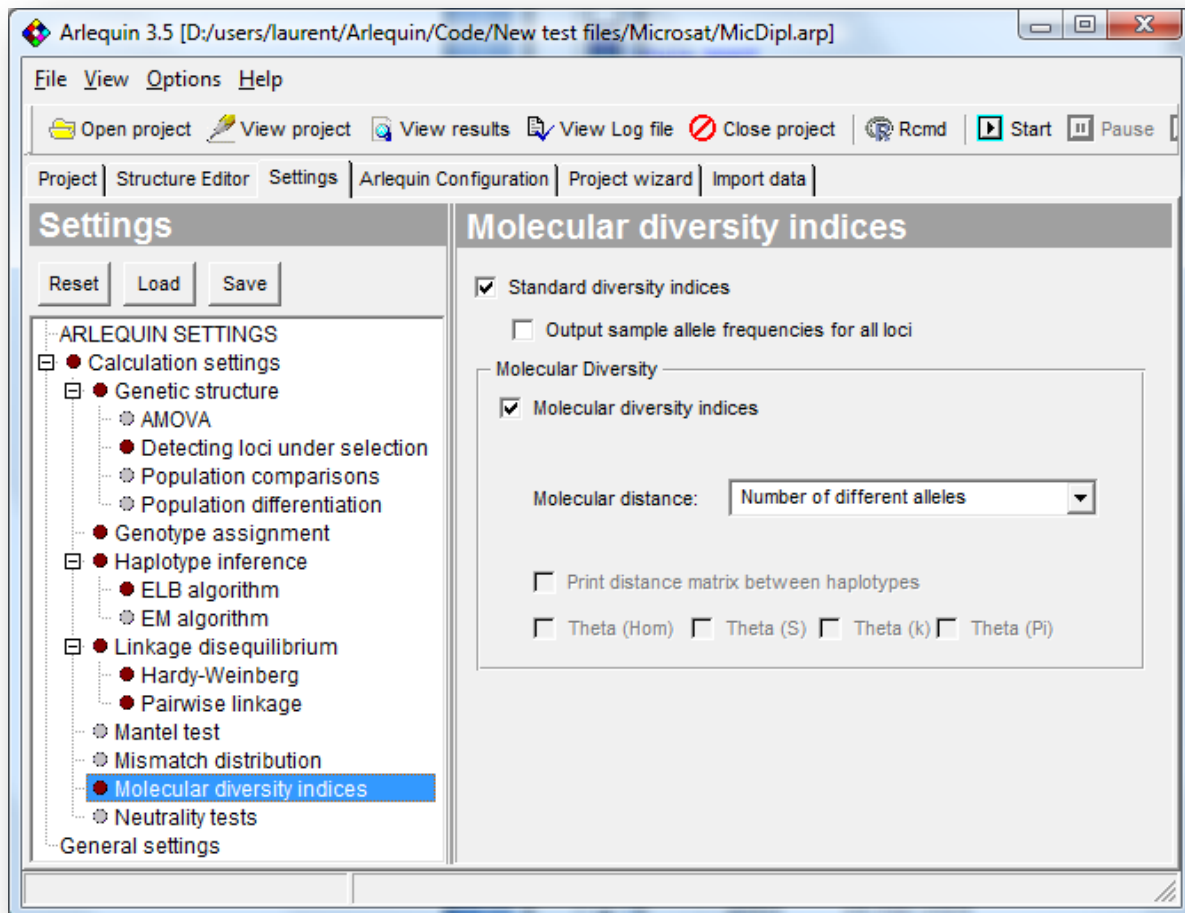 Arlequin 3.5 [D:/users/laurent/Arlequin/Code/New test files/Microsat/MicDipl.arp]
File View Options Help
Open project View project View results View Log file Close project Rcmd Start Pause
Project Structure Editor Settings Arlequin Configuration Project wizard Import data
Settings
Reset Load Save
ARLEQUIN SETTINGS
Calculation settings
Genetic structure
AMOVA
Detecting loci under selection
Population comparisons
Population differentiation
Genotype assignment
Haplotype inference
ELB algorithm
EM algorithm
Linkage disequilibrium
Hardy-Weinberg
Pairwise linkage
Mantel test
Mismatch distribution
Molecular diversity indices
Neutrality tests
General settings
Molecular diversity indices
Standard diversity indices
Output sample allele frequencies for all loci
Molecular Diversity
Molecular diversity indices
Molecular distance: Number of different alleles
Print distance matrix between haplotypes
Theta (Hom) Theta (S) Theta (k) Theta (Pi)